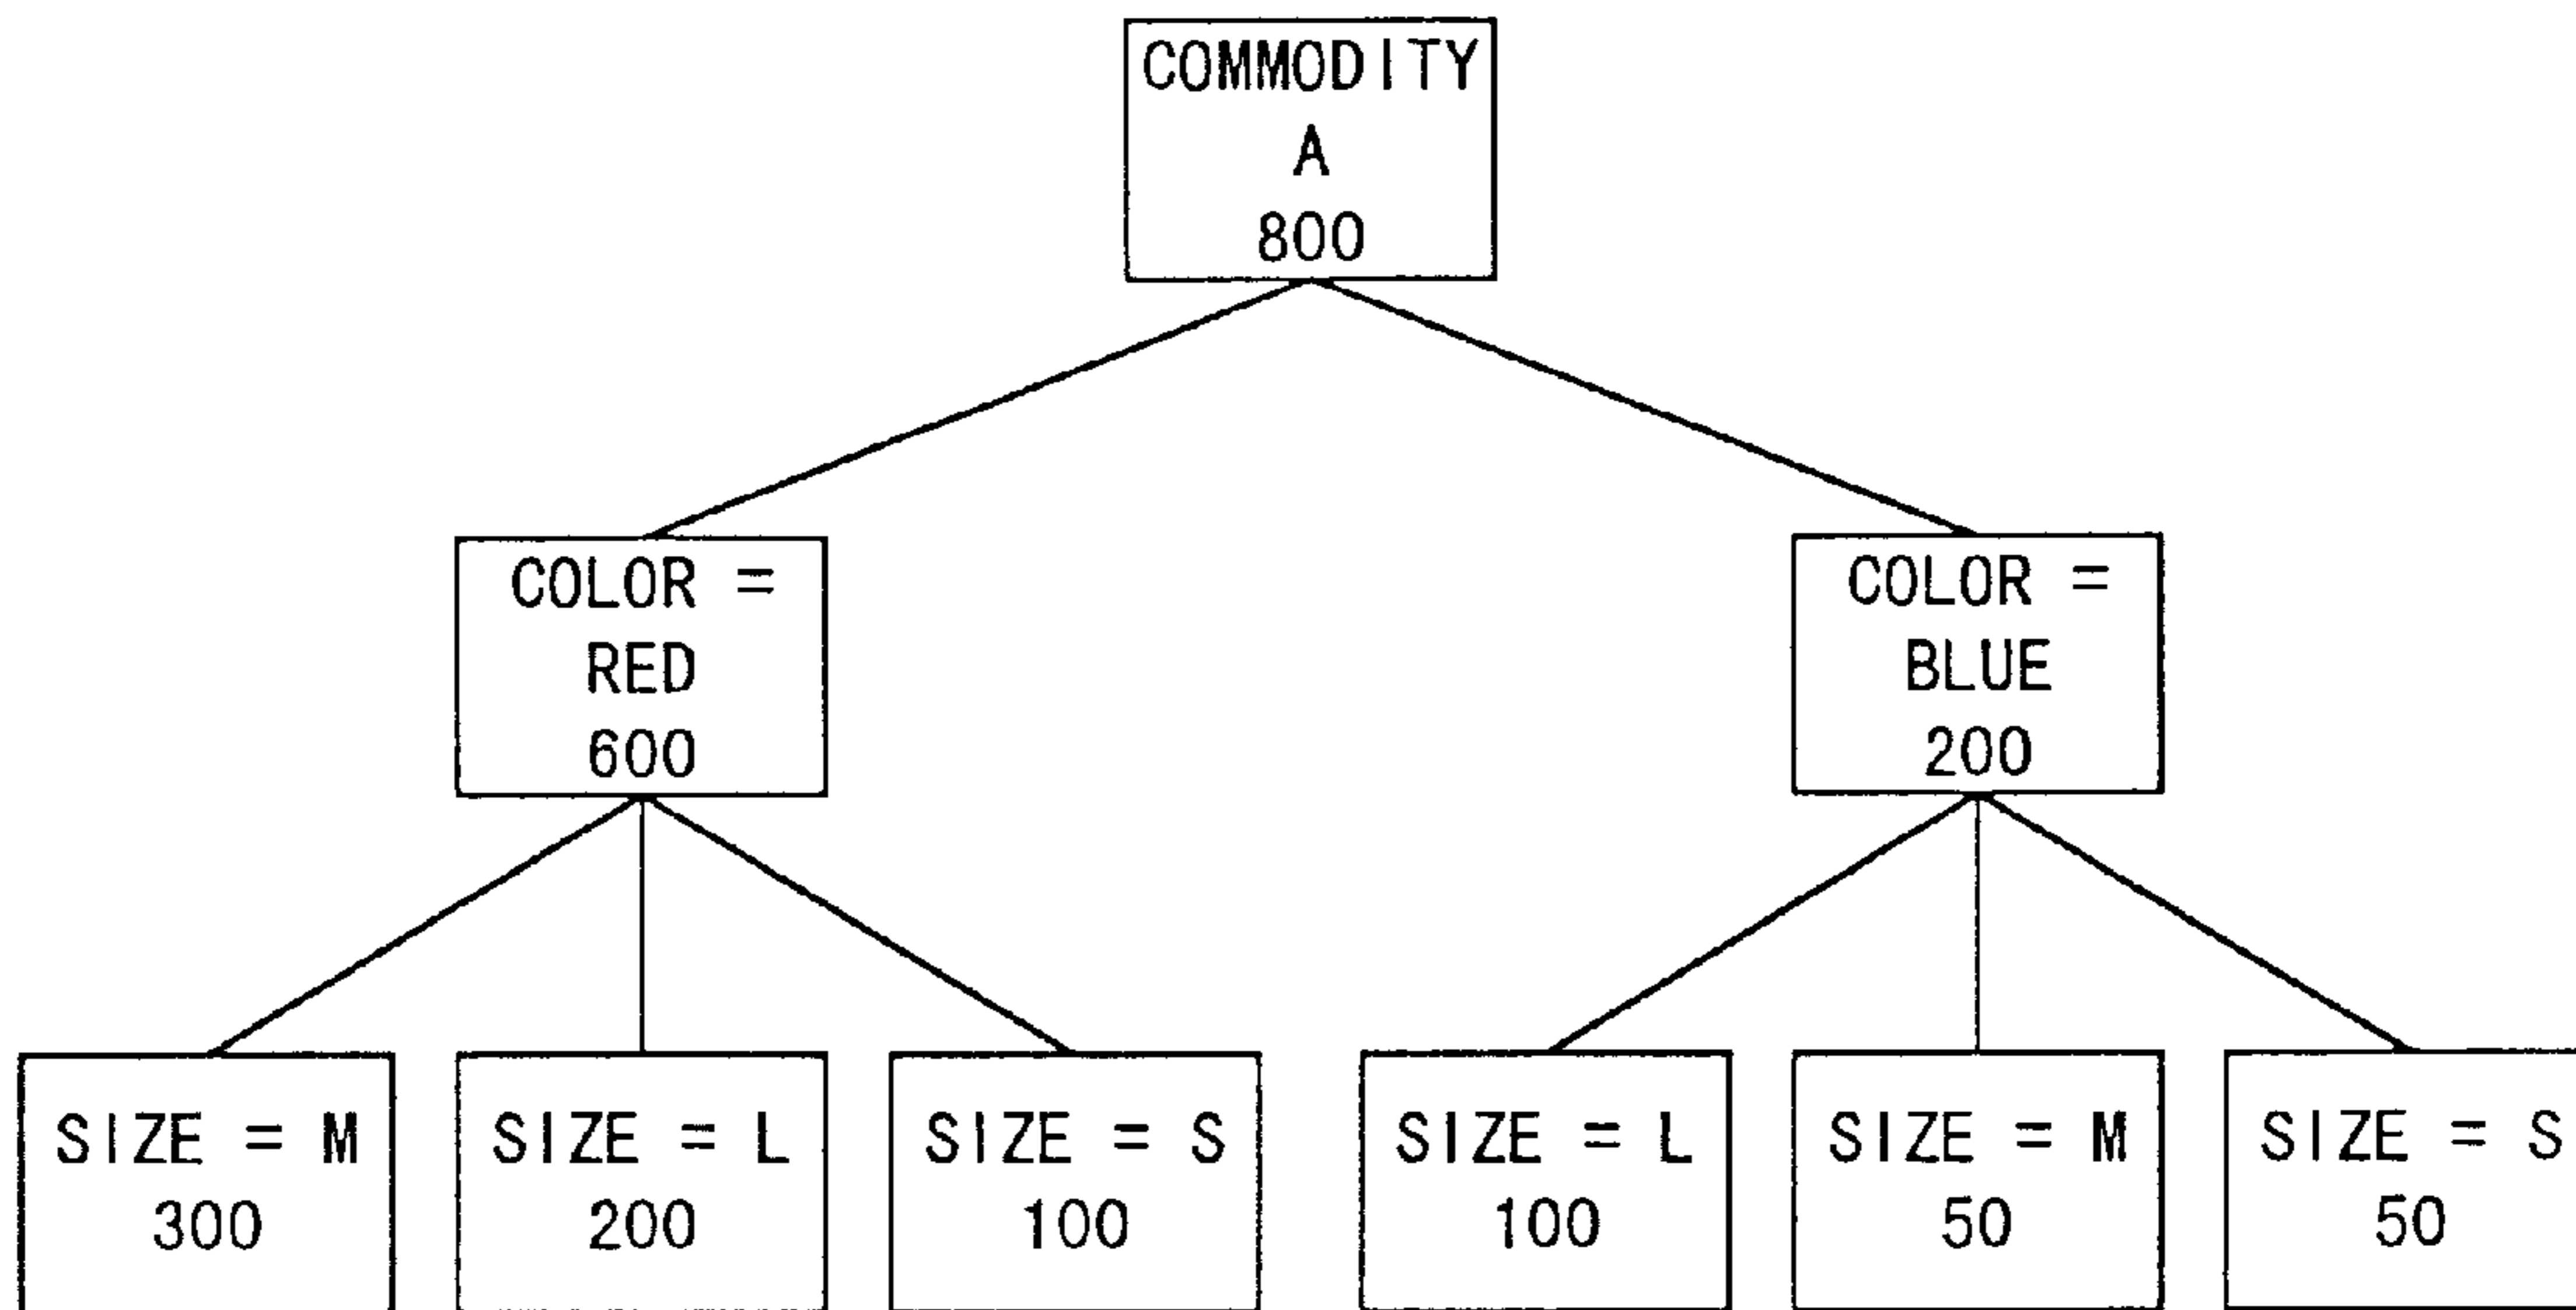 COMMODITY
A
800
COLOR =
RED
600
COLOR =
BLUE
200
SIZE = M
300
SIZE = L
200
SIZE = S
100
SIZE = L
100
SIZE = M
50
SIZE = S
50